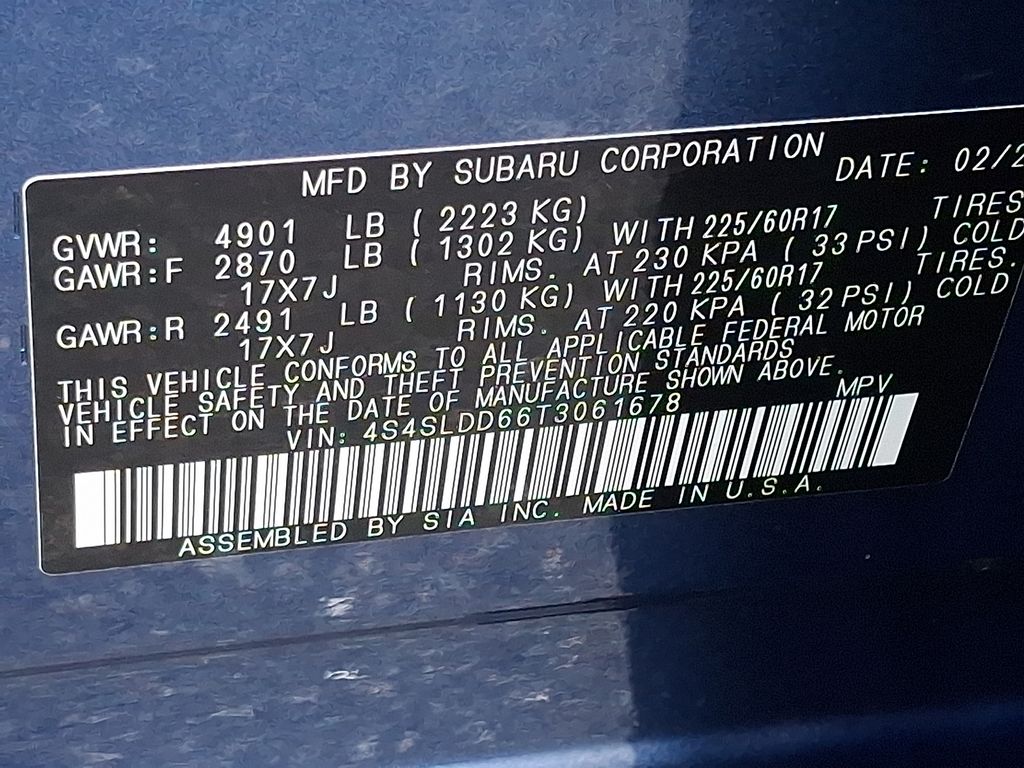 MFD BY SUBARU CORPORATION DATE: 02/2
GVWR: 4901 LB ( 2223 KG)
GAWR:F 2870 LB ( 1302 KG) WITH 225/60R17 TIRES
17X7J RIMS. AT 230 KPA ( 33 PSI) COLD
GAWR:R 2491 LB ( 1130 KG) WITH 225/60R17 TIRES.
17X7J RIMS. AT 220 KPA ( 32 PSI) COLD
THIS VEHICLE CONFORMS TO ALL APPLICABLE FEDERAL MOTOR
VEHICLE SAFETY AND THEFT PREVENTION STANDARDS
IN EFFECT ON THE DATE OF MANUFACTURE SHOWN ABOVE.
VIN: 4S4SLDD66T3061678 MPV
ASSEMBLED BY SIA INC. MADE IN U.S.A.